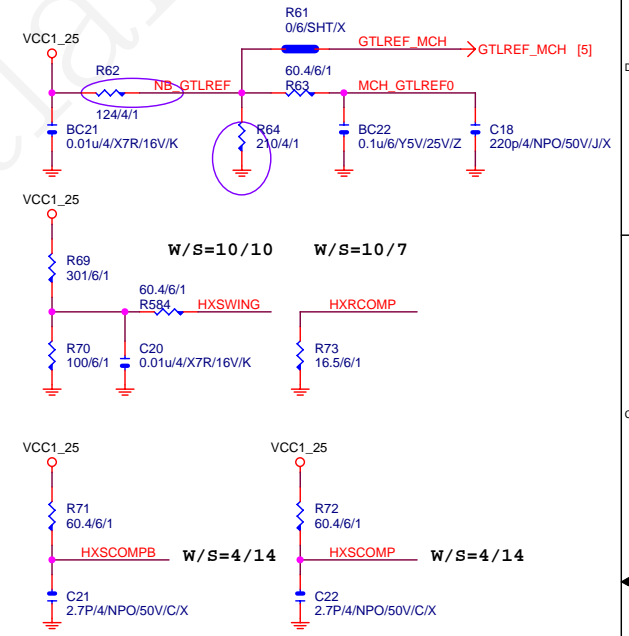 R61
0/6/SHT/X
VCC1_25
GTLREF_MCH
GTLREF_MCH [5]
R62
NB_GTLREF
124/4/1
60.4/6/1
R63
MCH_GTLREF0
BC21
0.01u/4/X7R/16V/K
R64
210/4/1
BC22
0.1u/6/Y5V/25V/Z
C18
220p/4/NPO/50V/J/X
D
VCC1_25
W/S=10/10
W/S=10/7
R69
301/6/1
60.4/6/1
R584
HXSWING
HXRCOMP
R70
100/6/1
C20
0.01u/4/X7R/16V/K
R73
16.5/6/1
C
VCC1_25
VCC1_25
R71
60.4/6/1
R72
60.4/6/1
HXSCOMPB
W/S=4/14
HXSCOMP
W/S=4/14
C21
2.7P/4/NPO/50V/C/X
C22
2.7P/4/NPO/50V/C/X